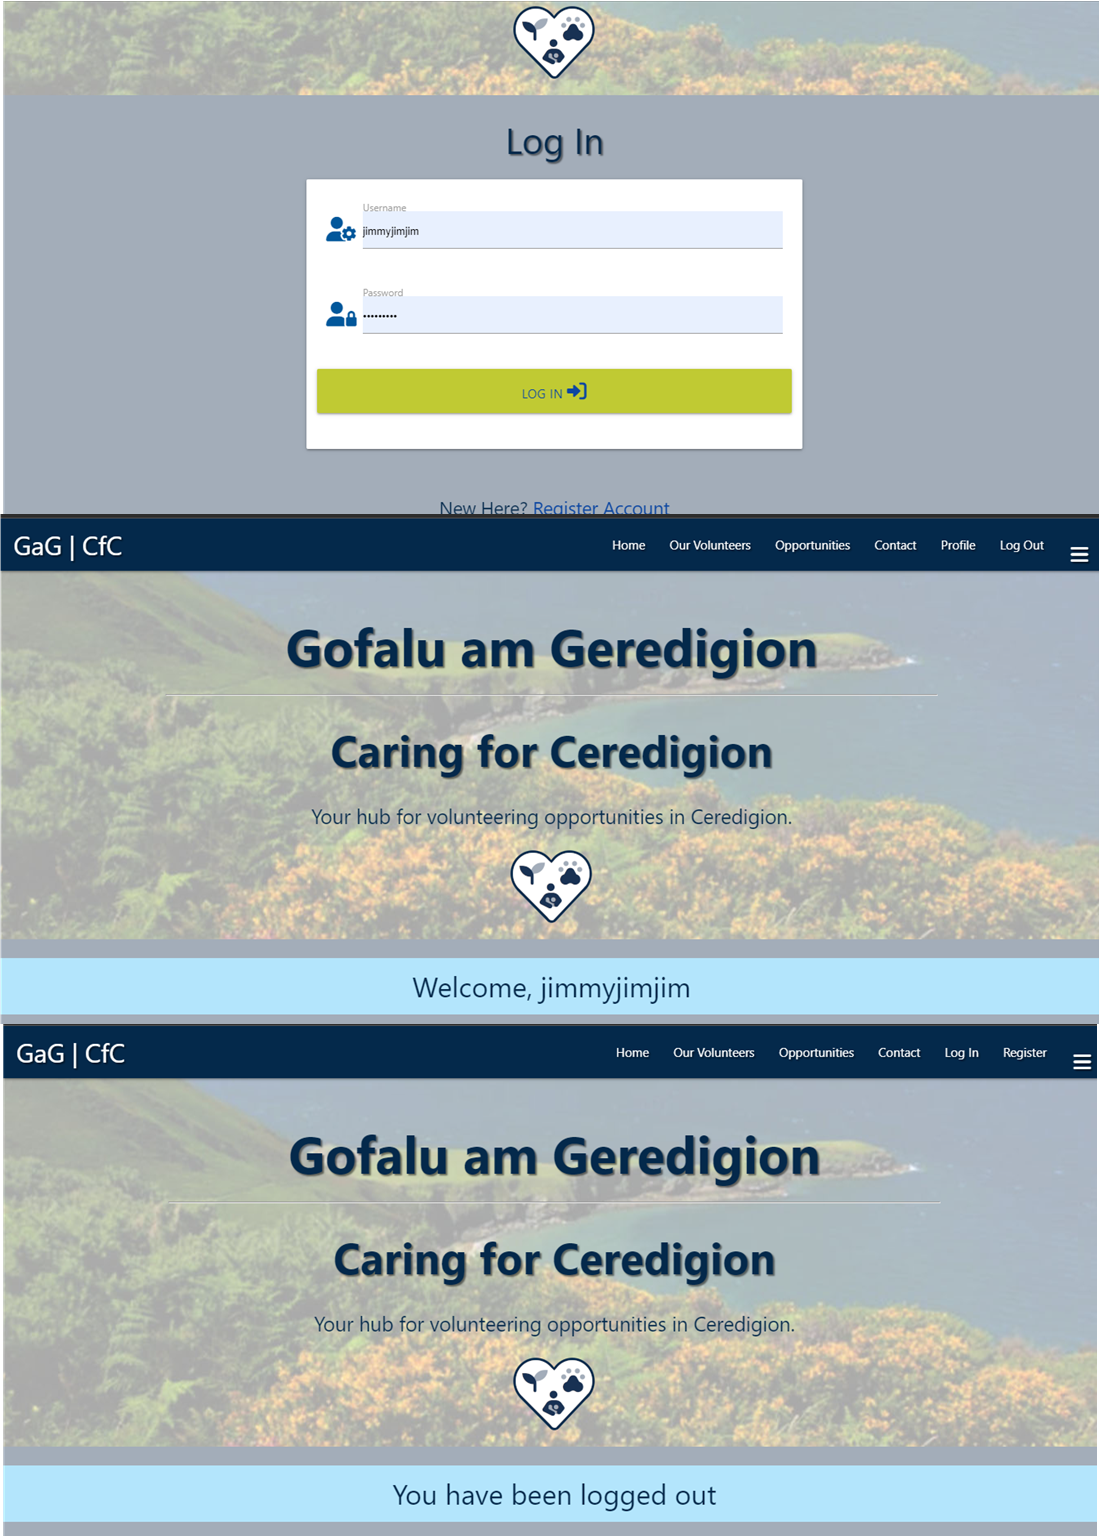 Log In
Username
jimmyjimjim
Password
•••••••••
LOG IN
New Here? Register Account
GaG | CfC Home Our Volunteers Opportunities Contact Profile Log Out
Gofalu am Geredigion
Caring for Ceredigion
Your hub for volunteering opportunities in Ceredigion.
Welcome, jimmyjimjim
GaG | CfC Home Our Volunteers Opportunities Contact Log In Register
Gofalu am Geredigion
Caring for Ceredigion
Your hub for volunteering opportunities in Ceredigion.
You have been logged out